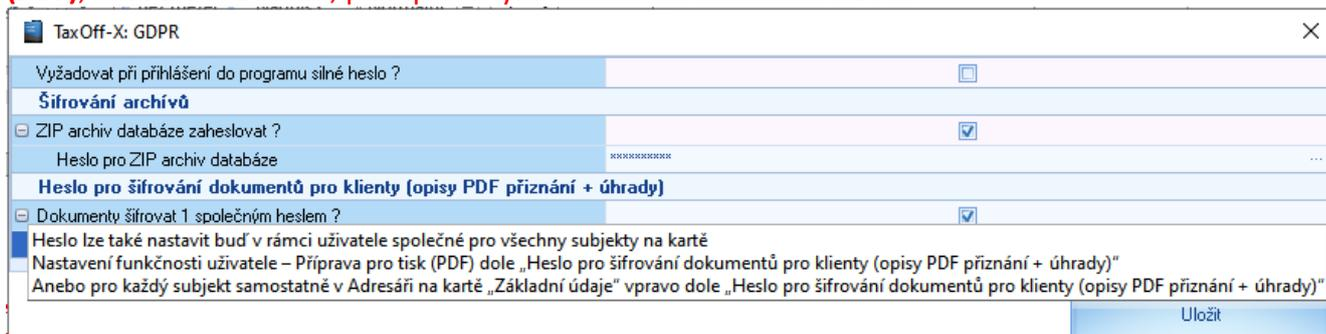 TaxOff-X: GDPR
Vyžadovat při přihlášení do programu silné heslo ?
Šifrování archívů
ZIP archiv databáze zaheslovat ?
Heslo pro ZIP archiv databáze ********** ...
Heslo pro šifrování dokumentů pro klienty (opisy PDF přiznání + úhrady)
Dokumenty šifrovat 1 společným heslem ?
Heslo lze také nastavit buď v rámci uživatele společné pro všechny subjekty na kartě
Nastavení funkčnosti uživatele – Příprava pro tisk (PDF) dole „Heslo pro šifrování dokumentů pro klienty (opisy PDF přiznání + úhrady)“
Anebo pro každý subjekt samostatně v Adresáři na kartě „Základní údaje“ vpravo dole „Heslo pro šifrování dokumentů pro klienty (opisy PDF přiznání + úhrady)“
Uložit